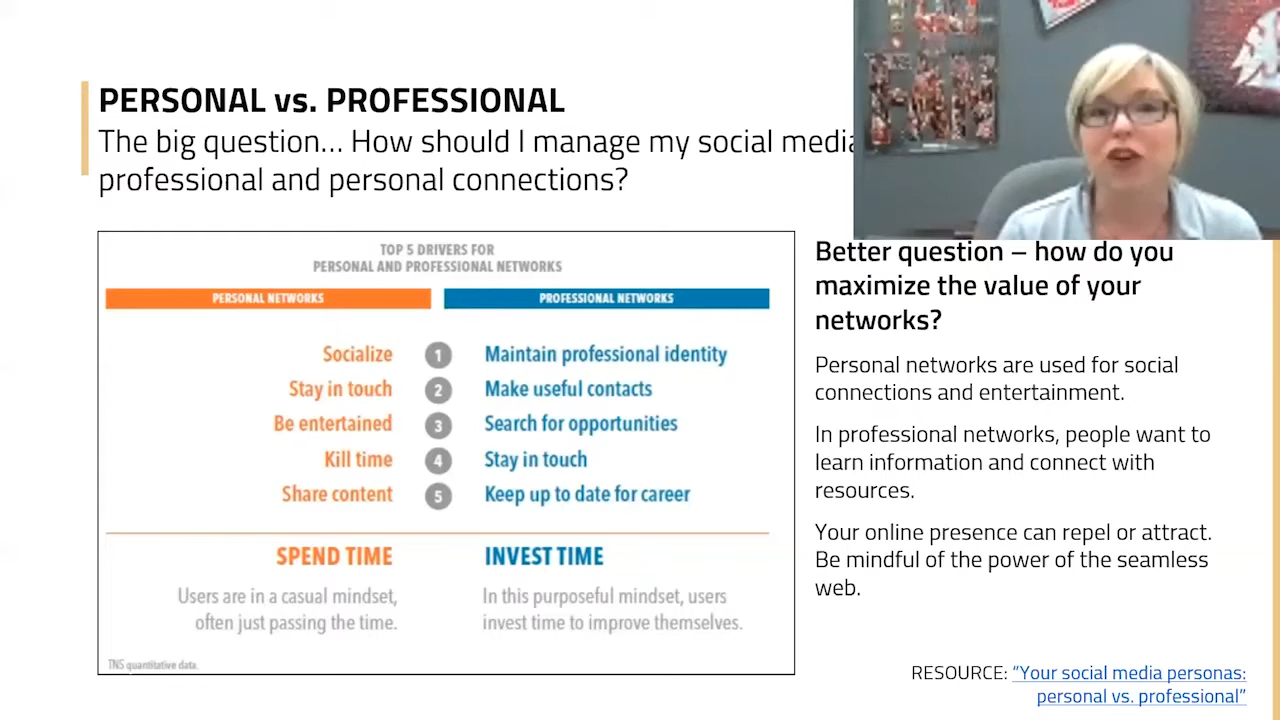 PERSONAL vs. PROFESSIONAL
The big question... How should I manage my social media
professional and personal connections?
TOP 5 DRIVERS FOR
PERSONAL AND PROFESSIONAL NETWORKS
PERSONAL NETWORKS
PROFESSIONAL NETWORKS
Socialize 1 Maintain professional identity
Stay in touch 2 Make useful contacts
Be entertained 3 Search for opportunities
Kill time 4 Stay in touch
Share content 5 Keep up to date for career
SPEND TIME
Users are in a casual mindset,
often just passing the time.
INVEST TIME
In this purposeful mindset, users
invest time to improve themselves.
TNS quantitative data.
Better question – how do you
maximize the value of your
networks?
Personal networks are used for social
connections and entertainment.
In professional networks, people want to
learn information and connect with
resources.
Your online presence can repel or attract.
Be mindful of the power of the seamless
web.
RESOURCE: “Your social media personas:
personal vs. professional”